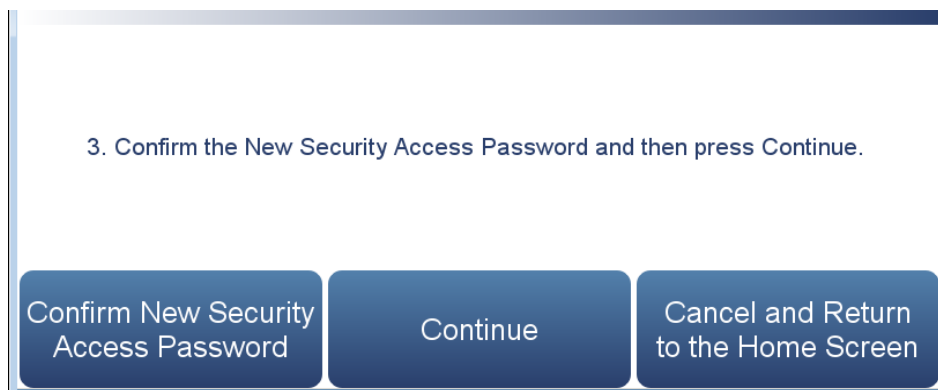 3. Confirm the New Security Access Password and then press Continue.
Confirm New Security
Access Password
Continue
Cancel and Return
to the Home Screen